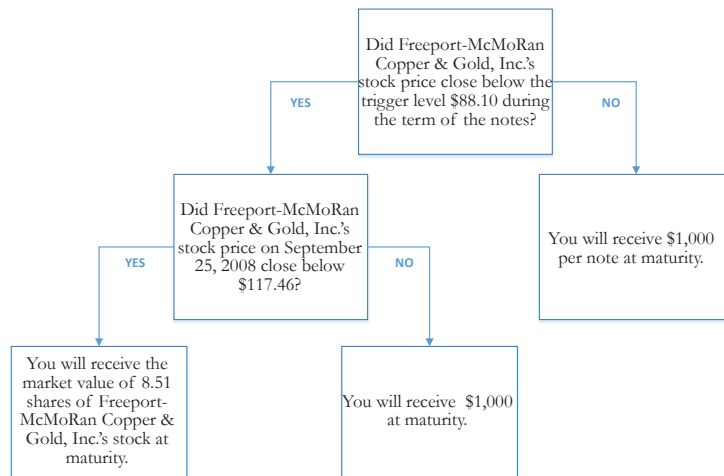 Did Freeport-McMoRan
Copper & Gold, Inc.'s
stock price close below the
trigger level $88.10 during
the term of the notes?
YES
NO
Did Freeport-McMoRan
Copper & Gold, Inc.'s
stock price on September
25, 2008 close below
$117.46?
You will receive $1,000
per note at maturity.
YES
NO
You will receive the
market value of 8.51
shares of Freeport-
McMoRan Copper &
Gold, Inc.'s stock at
maturity.
You will receive $1,000
at maturity.